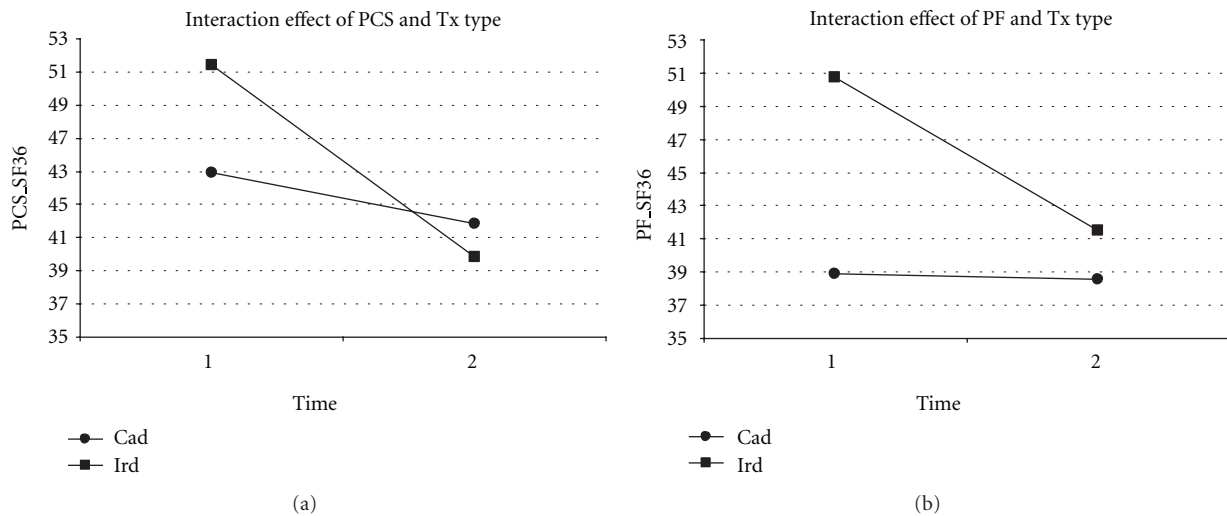 Interaction effect of PCS and Tx type
53
51
49
47
43
45
41
39
37
35
PCS_SF36
1
2
Time
Cad
Ird
(a)
Interaction effect of PF and Tx type
53
51
49
47
45
43
41
39
37
35
PF_SF36
1
2
Time
Cad
Ird
(b)